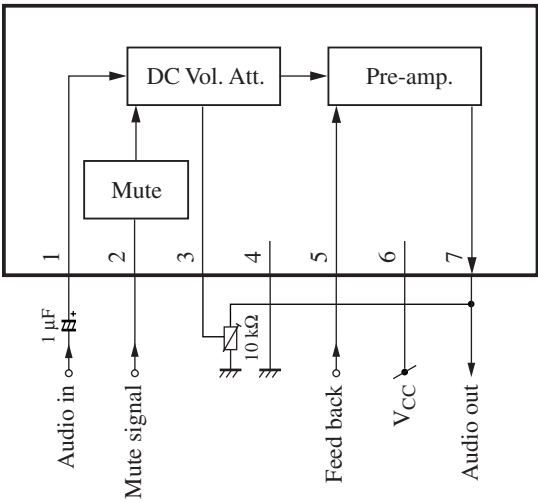 DC Vol. Att.
Pre-amp.
Mute
1
2
3
4
5
6
7
1 μF
+
10 kΩ
Audio in
Mute signal
Feed back
VCC
Audio out